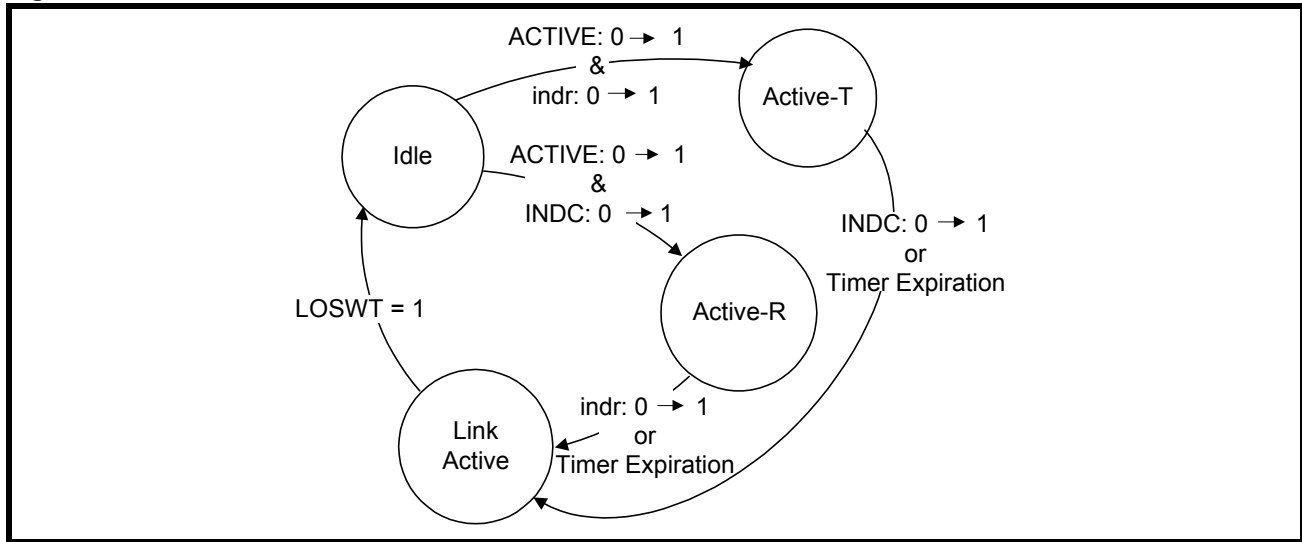 ACTIVE: 0 → 1
&
indr: 0 → 1
Active-T
Idle
ACTIVE: 0 → 1
&
INDC: 0 → 1
INDC: 0 → 1
or
Timer Expiration
Active-R
LOSWT = 1
indr: 0 → 1
or
Timer Expiration
Link
Active